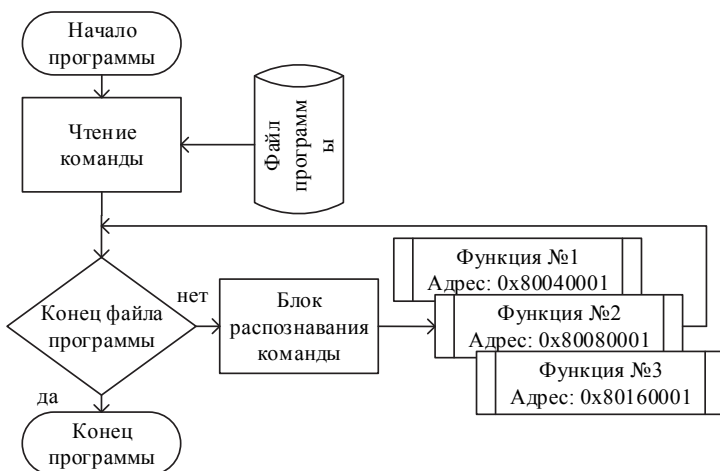 Начало
программы
Чтение
команды
Файл
программ
ы
Функция №1
Адрес: 0x80040001
Конец файла
программы
нет
Блок
распознавания
команды
Функция №2
Адрес: 0x80080001
Функция №3
Адрес: 0x80160001
да
Конец
программы